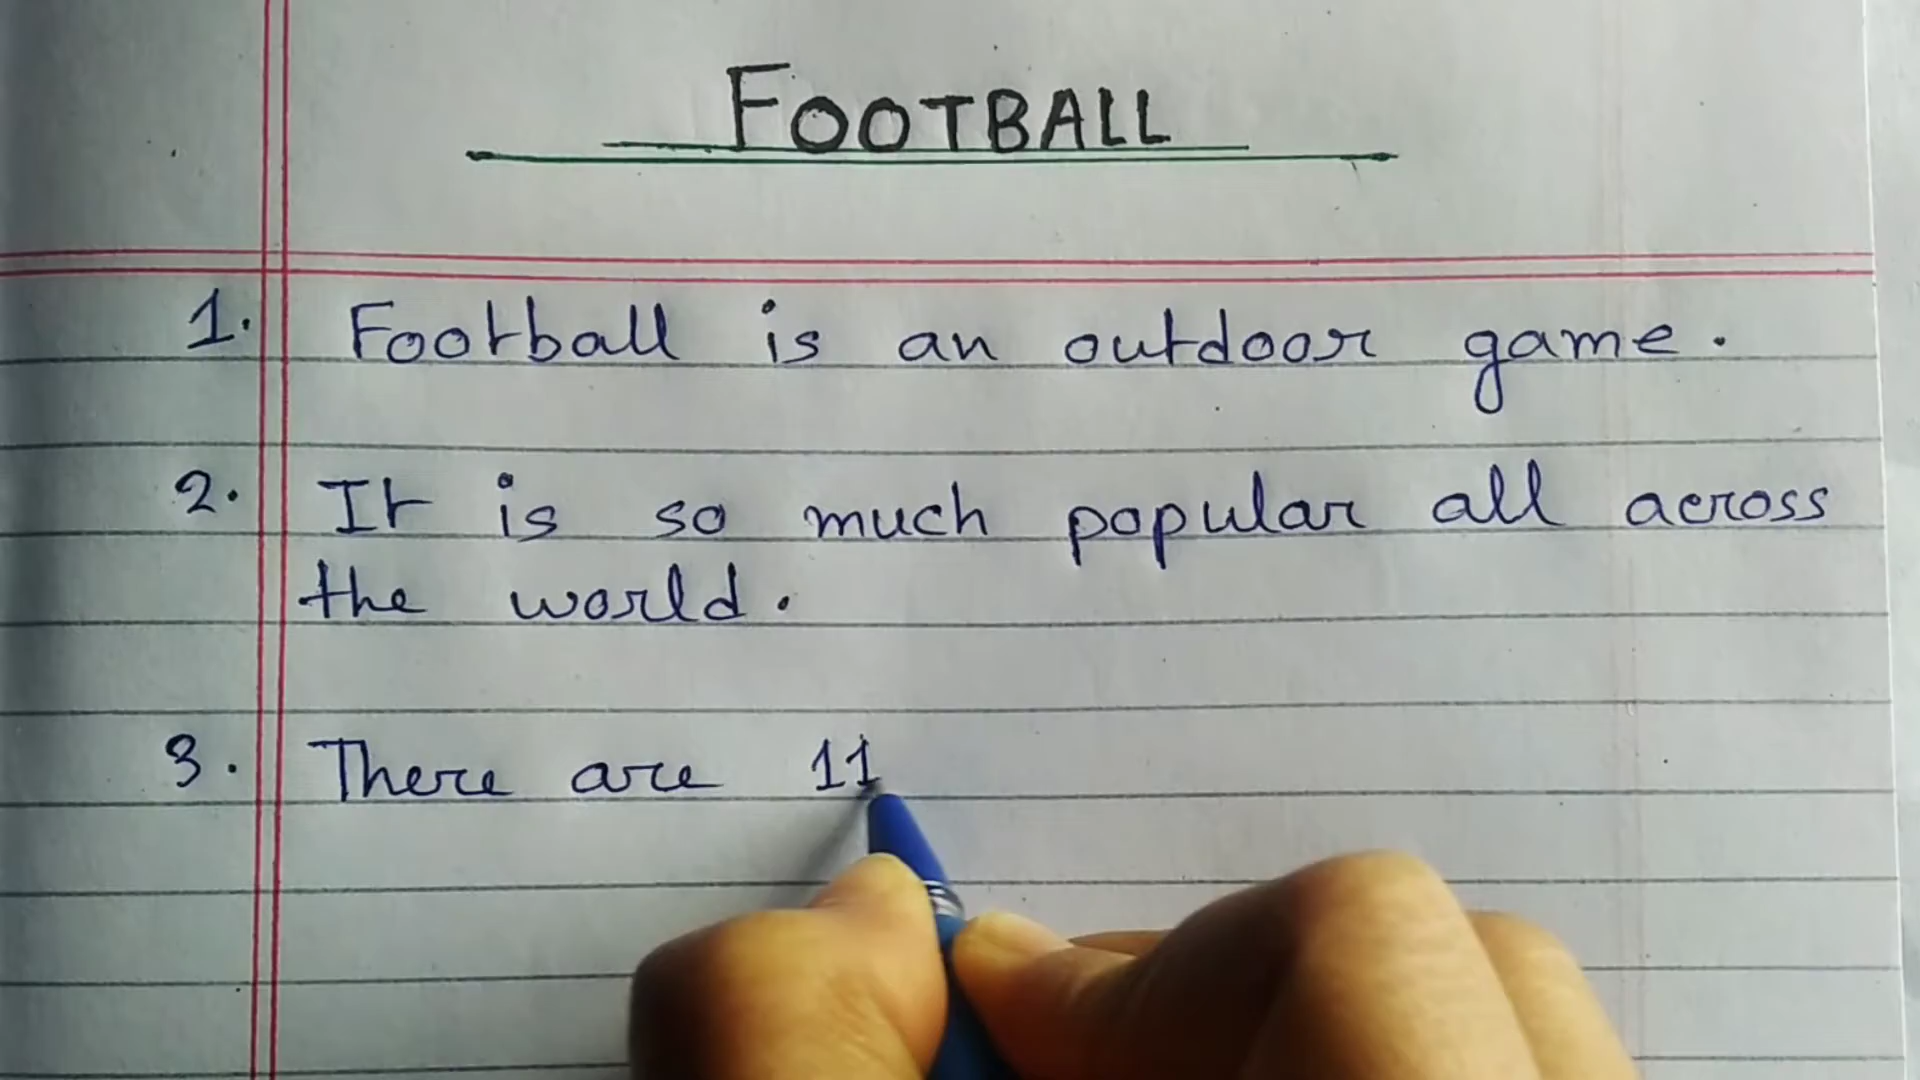 FOOTBALL
1. Football is an outdoor game.
2. It is so much popular all across
the world.
3. There are 11